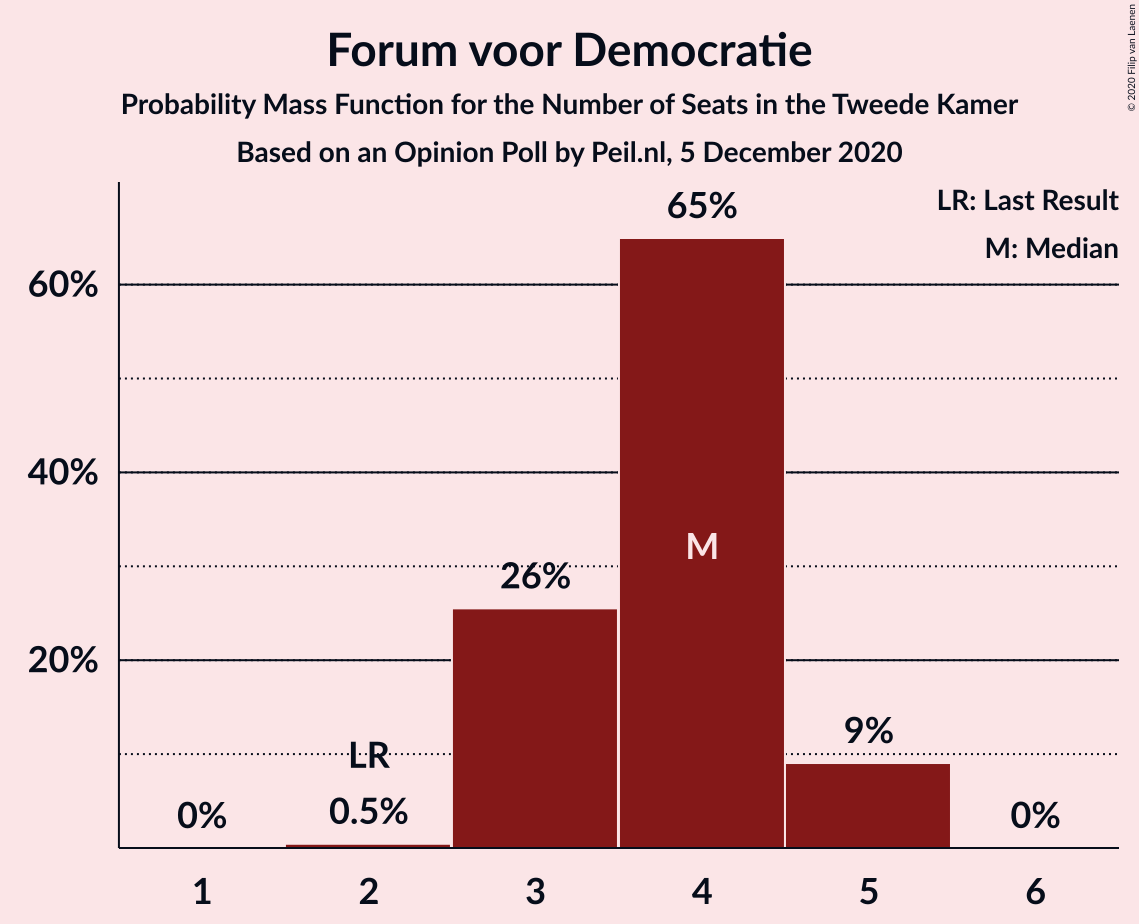 Forum voor Democratie
Probability Mass Function for the Number of Seats in the Tweede Kamer
Based on an Opinion Poll by Peil.nl, 5 December 2020
© 2020 Filip van Laenen
LR: Last Result
M: Median
60%
40%
20%
0%
LR
0.5%
26%
65%
M
9%
0%
1 2 3 4 5 6